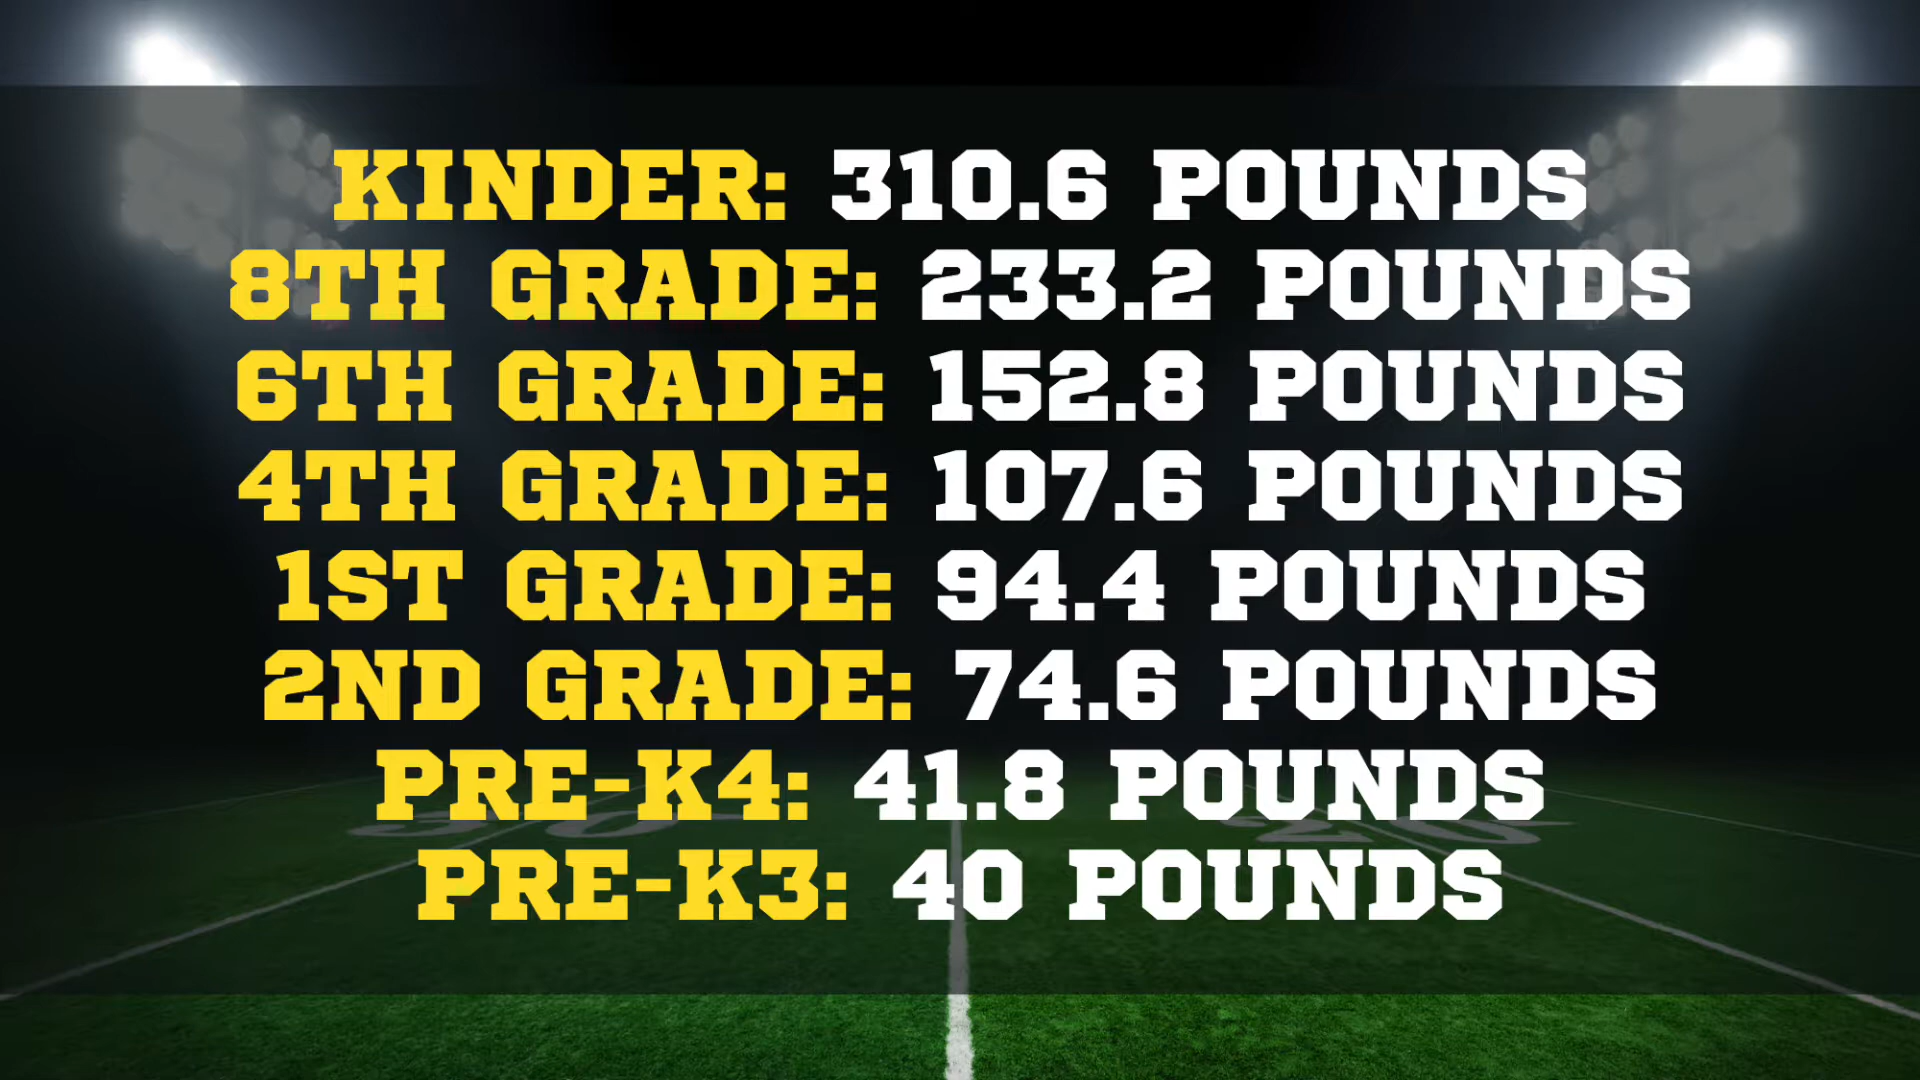 KINDER: 310.6 POUNDS
8TH GRADE: 233.2 POUNDS
6TH GRADE: 152.8 POUNDS
4TH GRADE: 107.6 POUNDS
1ST GRADE: 94.4 POUNDS
2ND GRADE: 74.6 POUNDS
PRE-K4: 41.8 POUNDS
PRE-K3: 40 POUNDS